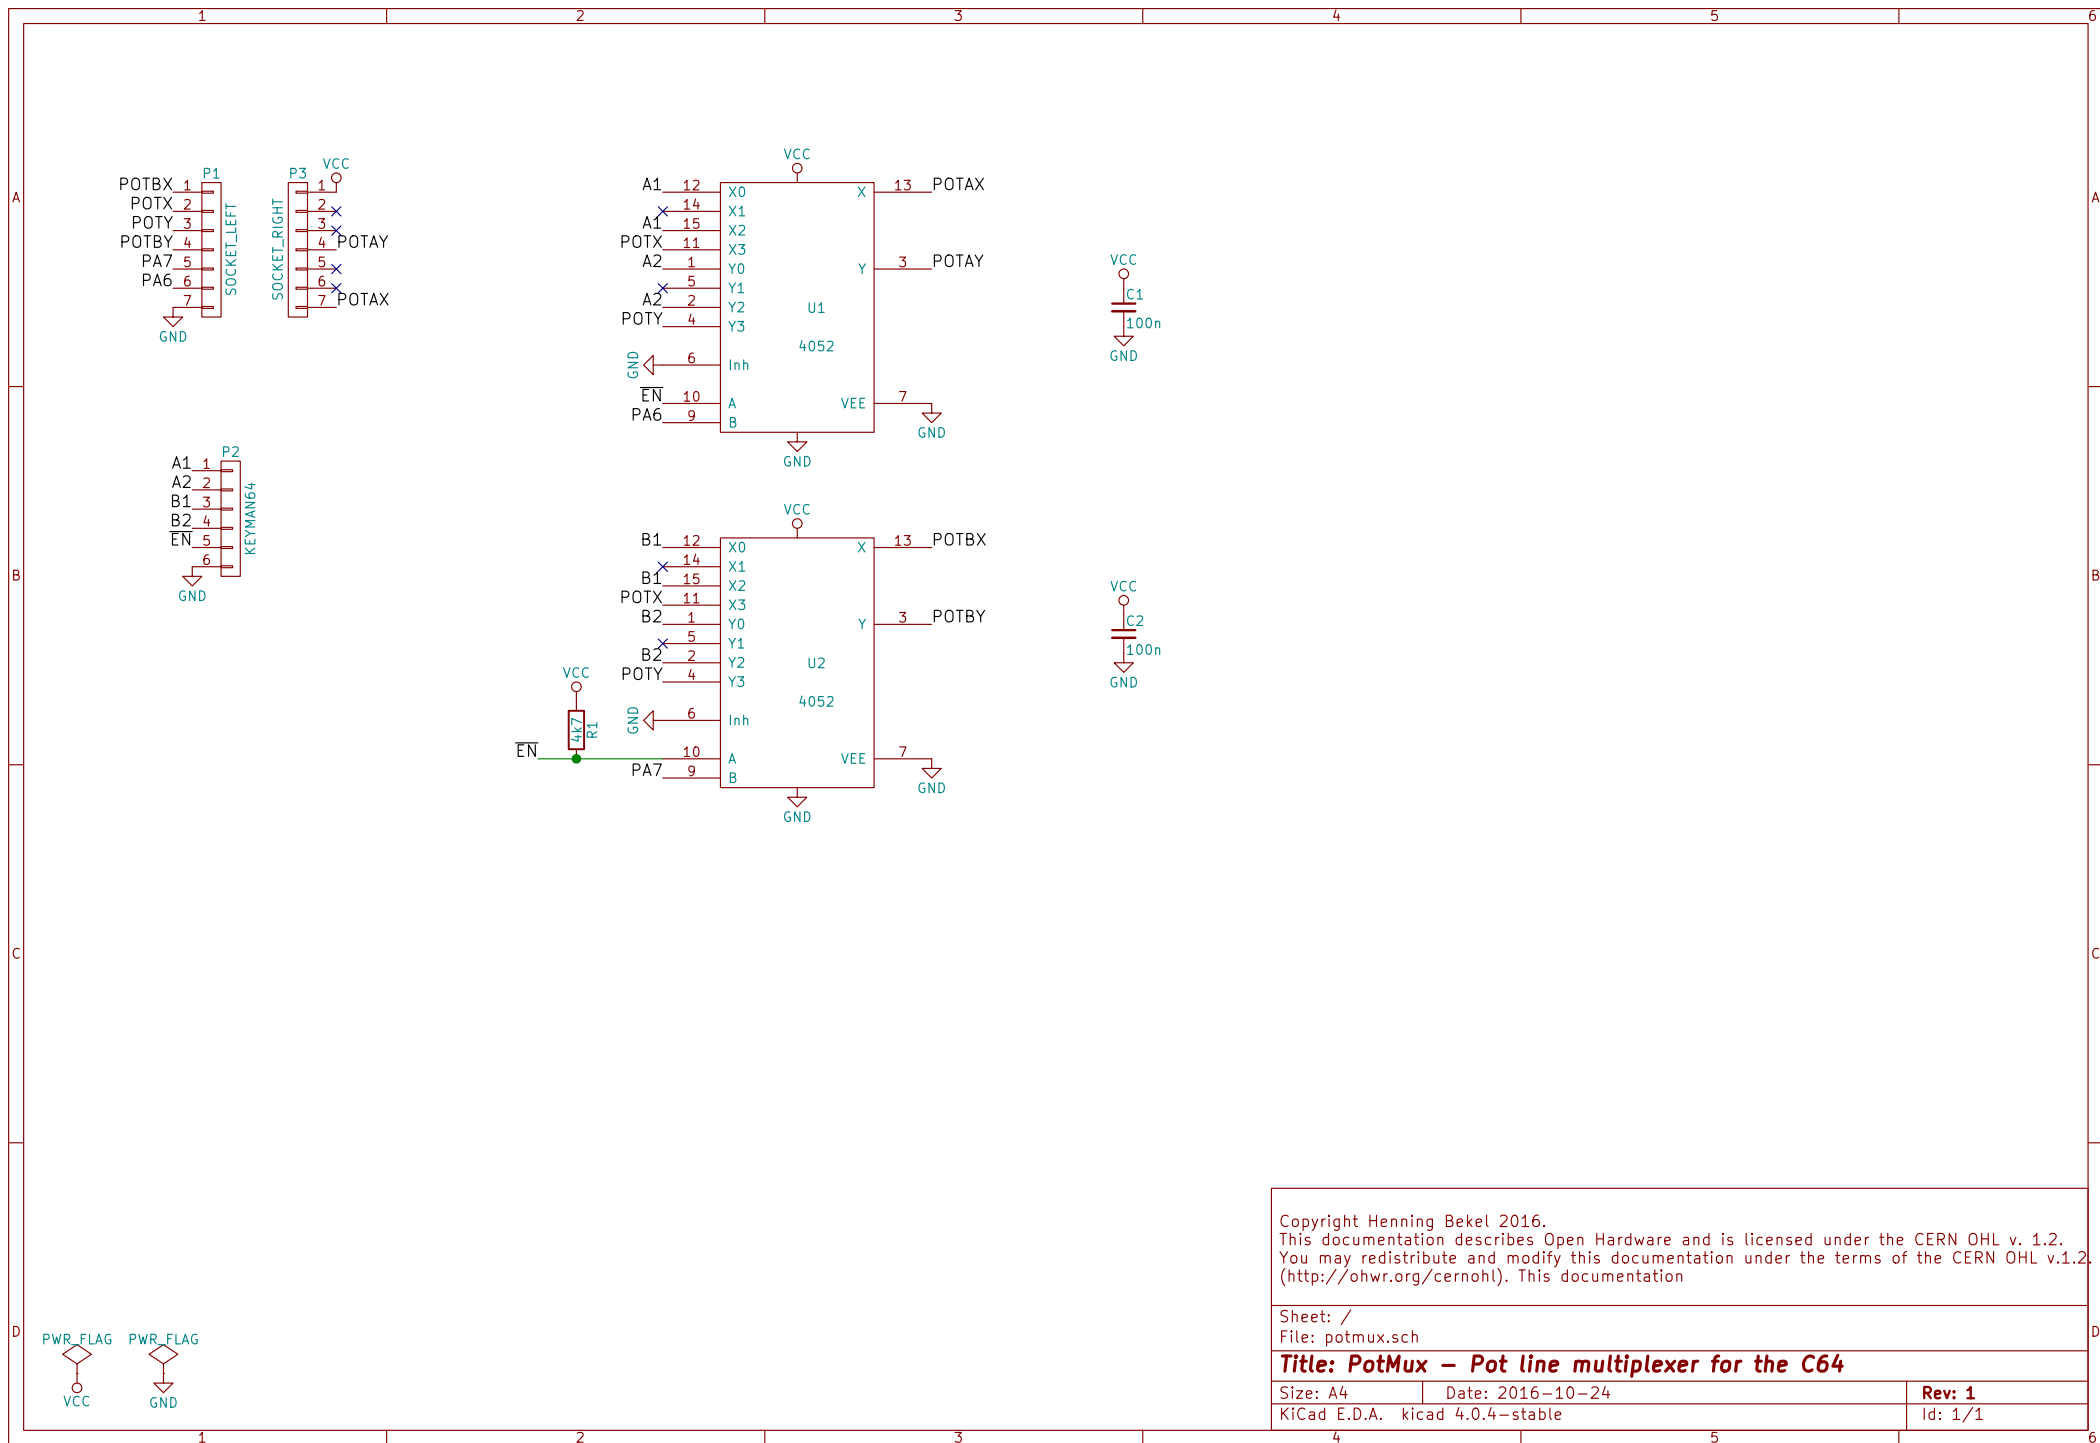 1 2 3 4 5 6
A
B
C
D
P1
POTBX 1
POTX 2
POTY 3
POTBY 4
PA7 5
PA6 6
7
GND
SOCKET_LEFT
P3
VCC
SOCKET_RIGHT
1
2
3
4 POTAY
5
6
7 POTAX
P2
A1 1
A2 2
B1 3
B2 4
EN 5
6
GND
KEYMAN64
VCC
A1 12 X0 X 13 POTAX
14 X1
A1 15 X2
POTX 11 X3
A2 1 Y0 Y 3 POTAY
5 Y1
A2 2 Y2
U1
POTY 4 Y3
4052
GND 6 Inh
EN 10 A VEE 7
PA6 9 B
GND
GND
VCC
C1
100n
GND
VCC
B1 12 X0 X 13 POTBX
14 X1
B1 15 X2
POTX 11 X3
B2 1 Y0 Y 3 POTBY
5 Y1
B2 2 Y2
U2
POTY 4 Y3
4052
GND 6 Inh
VCC
4k7
R1
EN 10 A VEE 7
PA7 9 B
GND
GND
VCC
C2
100n
GND
PWR_FLAG PWR_FLAG
VCC GND
Copyright Henning Bekel 2016.
This documentation describes Open Hardware and is licensed under the CERN OHL v. 1.2.
You may redistribute and modify this documentation under the terms of the CERN OHL v.1.2.
(http://ohwr.org/cernohl). This documentation
Sheet: /
File: potmux.sch
Title: PotMux – Pot line multiplexer for the C64
Size: A4 Date: 2016-10-24 Rev: 1
KiCad E.D.A. kicad 4.0.4-stable Id: 1/1
A
B
C
D
1 2 3 4 5 6